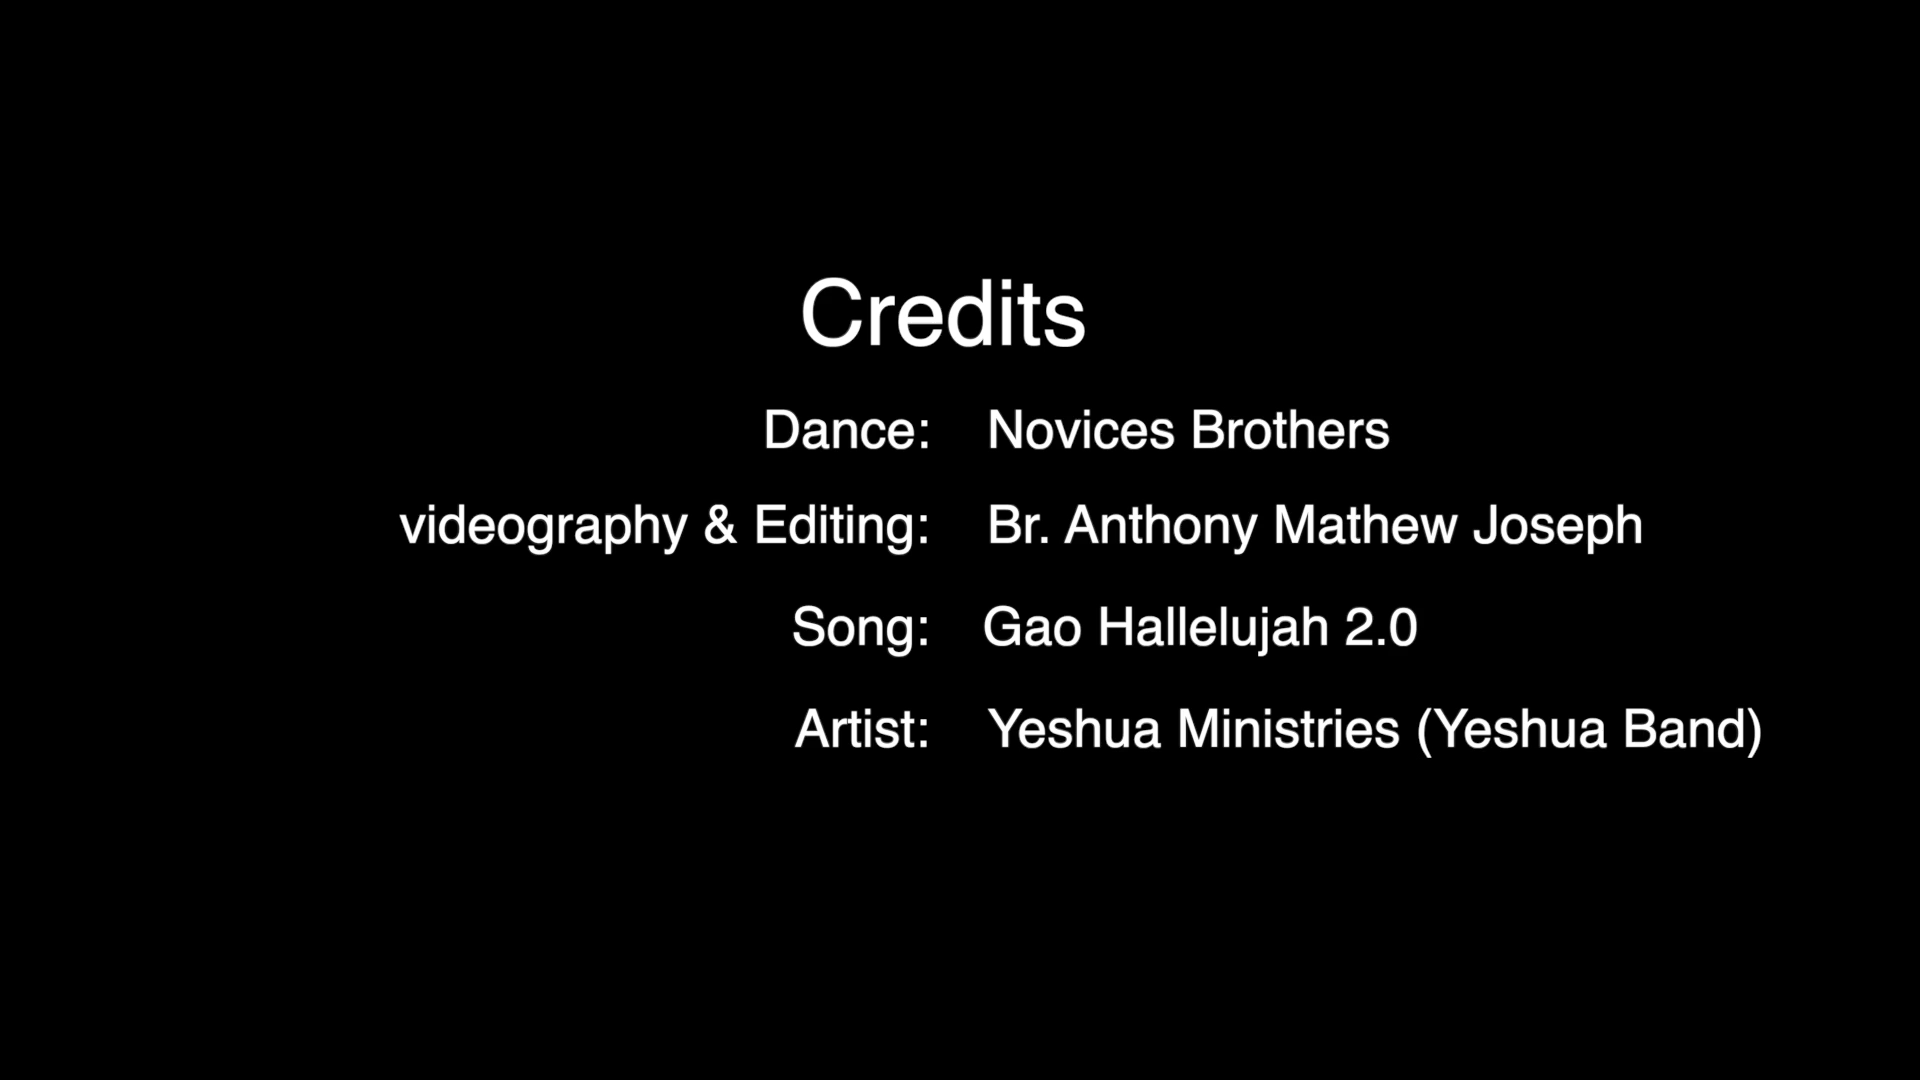 Credits
Dance: Novices Brothers
videography & Editing: Br. Anthony Mathew Joseph
Song: Gao Hallelujah 2.0
Artist: Yeshua Ministries (Yeshua Band)